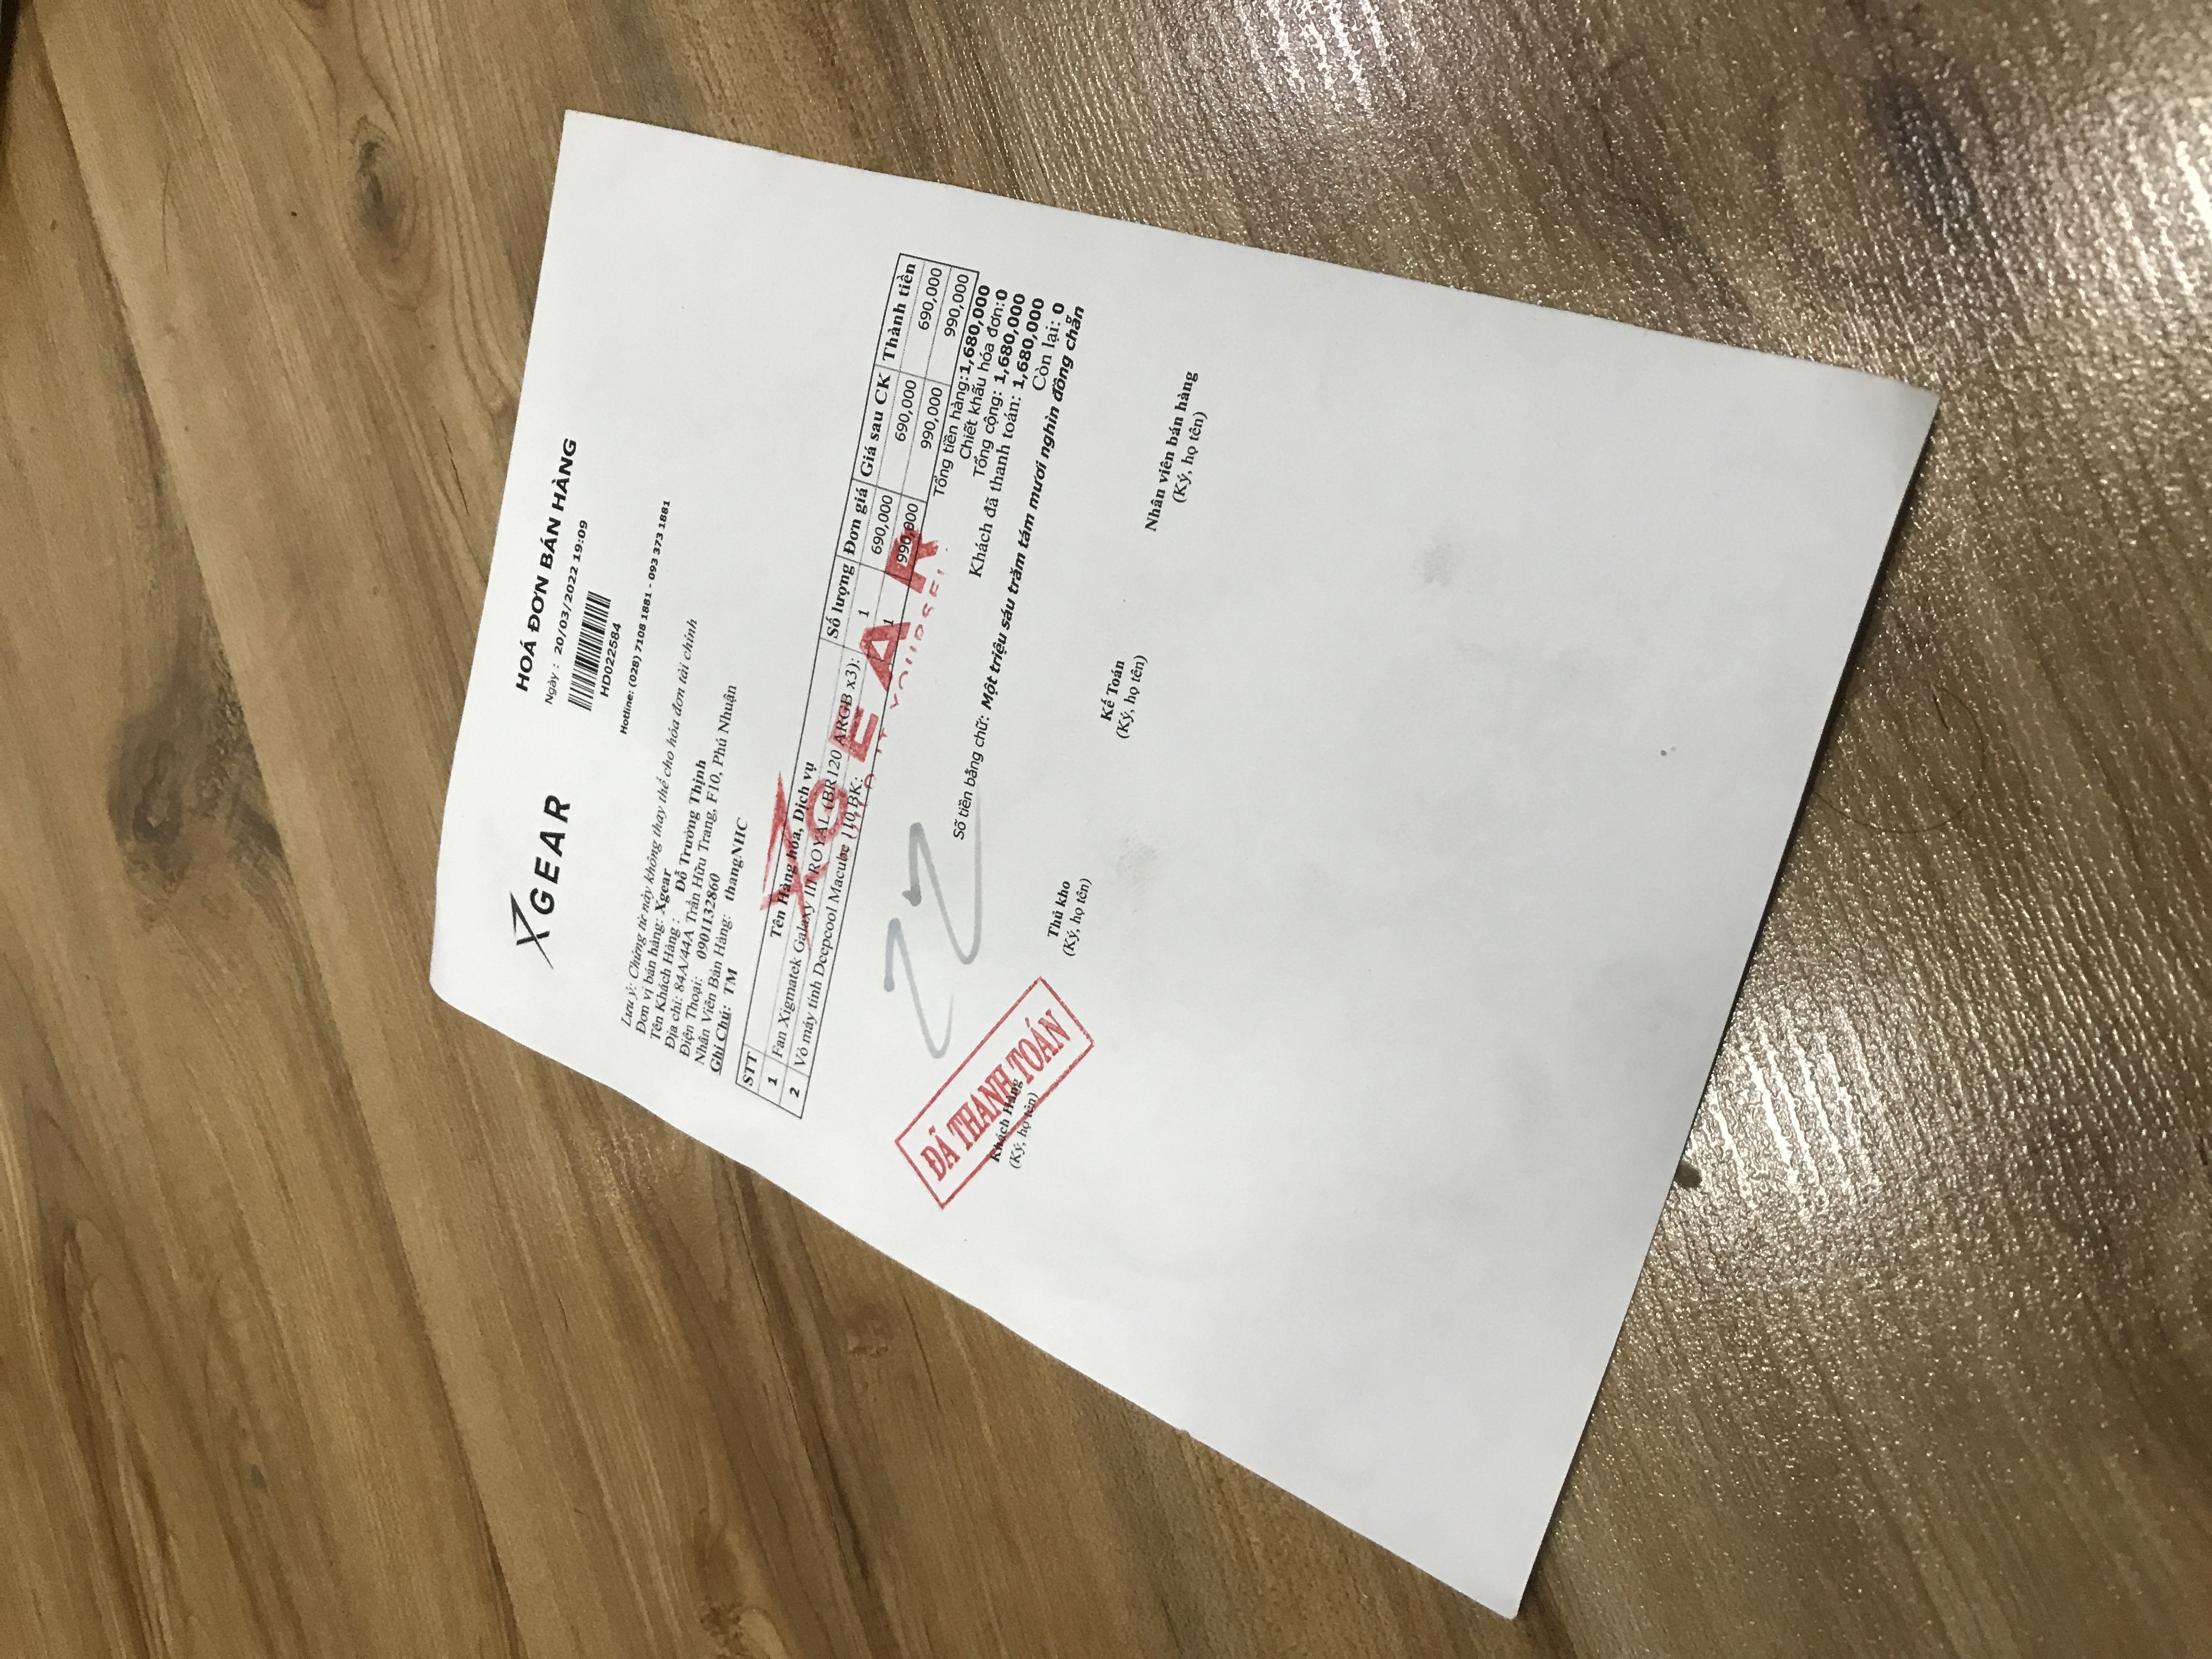 XGEAR
HOÁ ĐƠN BÁN HÀNG
Ngày : 20/03/2022 19:09
HD022584
Hotline: (028) 7108 1881 - 093 373 1881
Lưu ý: Chứng từ này không thay thế cho hóa đơn tài chính
Đơn vị bán hàng: Xgear
Tên Khách Hàng : Đỗ Trường Thịnh
Địa chỉ: 84A/44A Trần Hữu Trang, F10, Phú Nhuận
Điện Thoại: 0901132860
Nhân Viên Bán Hàng: thangNHC
Ghi Chú: TM
STT Tên Hàng hóa, Dịch vụ Số lượng Đơn giá Giá sau CK Thành tiền
1 Fan Xigmatek Galaxy III ROYAL (BR120 ARGB x3): 1 690,000 690,000 690,000
2 Vỏ máy tính Deepcool Macube 110 BK: 1 990,000 990,000 990,000
XGEAR
YOURSELF
Tổng tiền hàng:1,680,000
Chiết khấu hóa đơn:0
Tổng cộng: 1,680,000
Khách đã thanh toán: 1,680,000
Còn lại: 0
Số tiền bằng chữ: Một triệu sáu trăm tám mươi nghìn đồng chẵn
ĐÃ THANH TOÁN
Khách Hàng
(Ký, họ tên)
Thủ kho
(Ký, họ tên)
Kế Toán
(Ký, họ tên)
Nhân viên bán hàng
(Ký, họ tên)